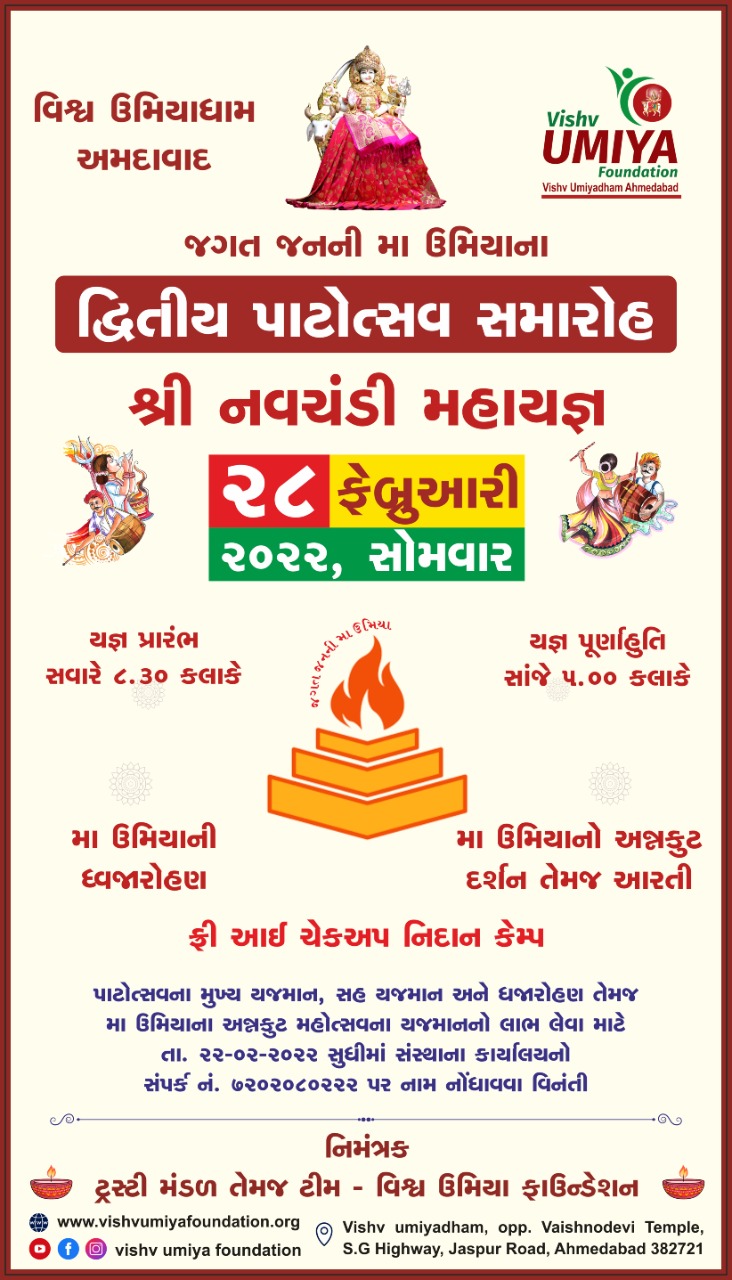 વિશ્વ ઉમિયાધામ
અમદાવાદ
Vishv
UMIYA
Foundation
Vishv Umiyadham Ahmedabad
જગત જનની મા ઉમિયાના
દ્વિતીય પાટોત્સવ સમારોહ
શ્રી નવચંડી મહાયજ્ઞ
૨૮ ફેબ્રુઆરી
૨૦૨૨, સોમવાર
યજ્ઞ પ્રારંભ
સવારે ૮.૩૦ કલાકે
જગત જનની મા ઉમિયા
યજ્ઞ પૂર્ણાહુતિ
સાંજે ૫.૦૦ કલાકે
મા ઉમિયાની
ધ્વજારોહણ
મા ઉમિયાનો અન્નકુટ
દર્શન તેમજ આરતી
ફ્રી આઈ ચેકઅપ નિદાન કેમ્પ
પાટોત્સવના મુખ્ય યજમાન, સહ યજમાન અને ધજારોહણ તેમજ
મા ઉમિયાના અન્નકુટ મહોત્સવના યજમાનનો લાભ લેવા માટે
તા. ૨૨-૦૨-૨૦૨૨ સુધીમાં સંસ્થાના કાર્યાલયનો
સંપર્ક નં. ૭૨૦૨૦૮૦૨૨૨ પર નામ નોંધાવવા વિનંતી
નિમંત્રક
ટ્રસ્ટી મંડળ તેમજ ટીમ - વિશ્વ ઉમિયા ફાઉન્ડેશન
www.vishvumiyafoundation.org
vishv umiya foundation
Vishv umiyadham, opp. Vaishnodevi Temple,
S.G Highway, Jaspur Road, Ahmedabad 382721